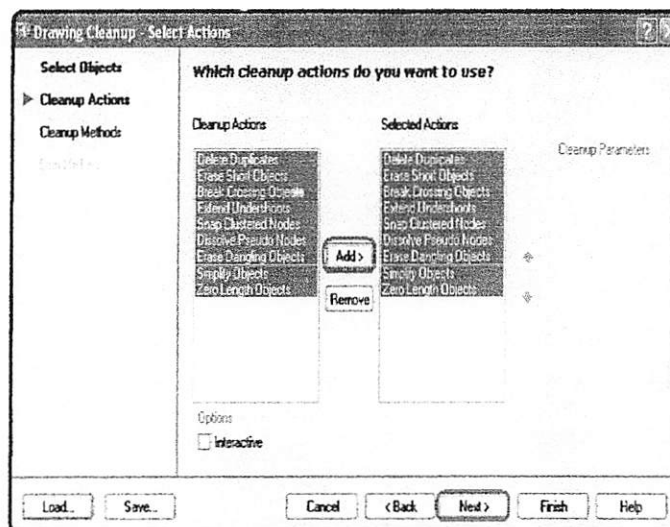 Drawing Cleanup - Select Actions
Select Objects
Cleanup Actions
Cleanup Methods
Which cleanup actions do you want to use?
Cleanup Actions
Delete Duplicates
Erase Short Objects
Break Crossing Objects
Extend Undershoots
Snap Clustered Nodes
Dissolve Pseudo Nodes
Erase Dangling Objects
Simplify Objects
Zero Length Objects
Add >
Remove
Selected Actions
Delete Duplicates
Erase Short Objects
Break Crossing Objects
Extend Undershoots
Snap Clustered Nodes
Dissolve Pseudo Nodes
Erase Dangling Objects
Simplify Objects
Zero Length Objects
Cleanup Parameters
Options
Interactive
Load... Save... Cancel < Back Next > Finish Help